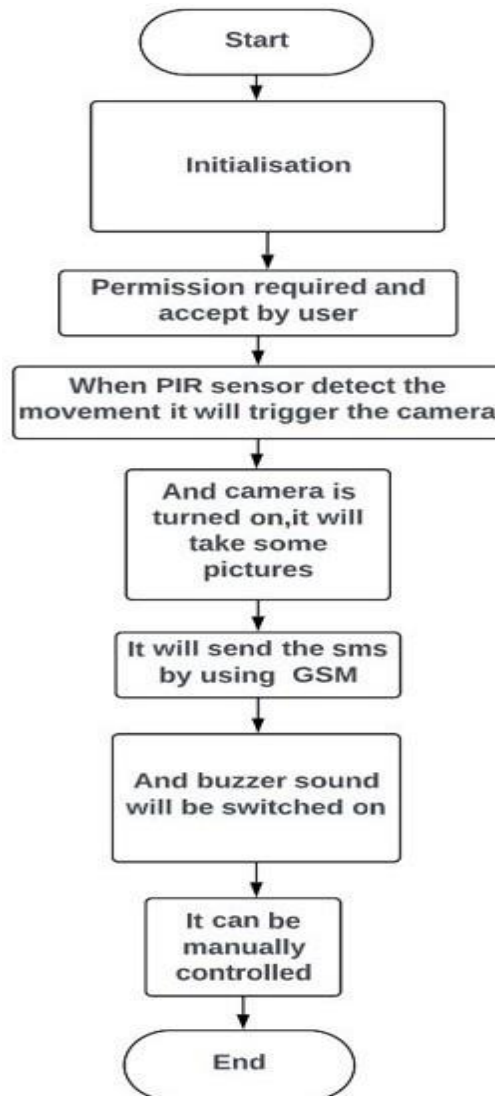 Start
Initialisation
Permission required and
accept by user
When PIR sensor detect the
movement it will trigger the camera
And camera is
turned on,it will
take some
pictures
It will send the sms
by using GSM
And buzzer sound
will be switched on
It can be
manually
controlled
End